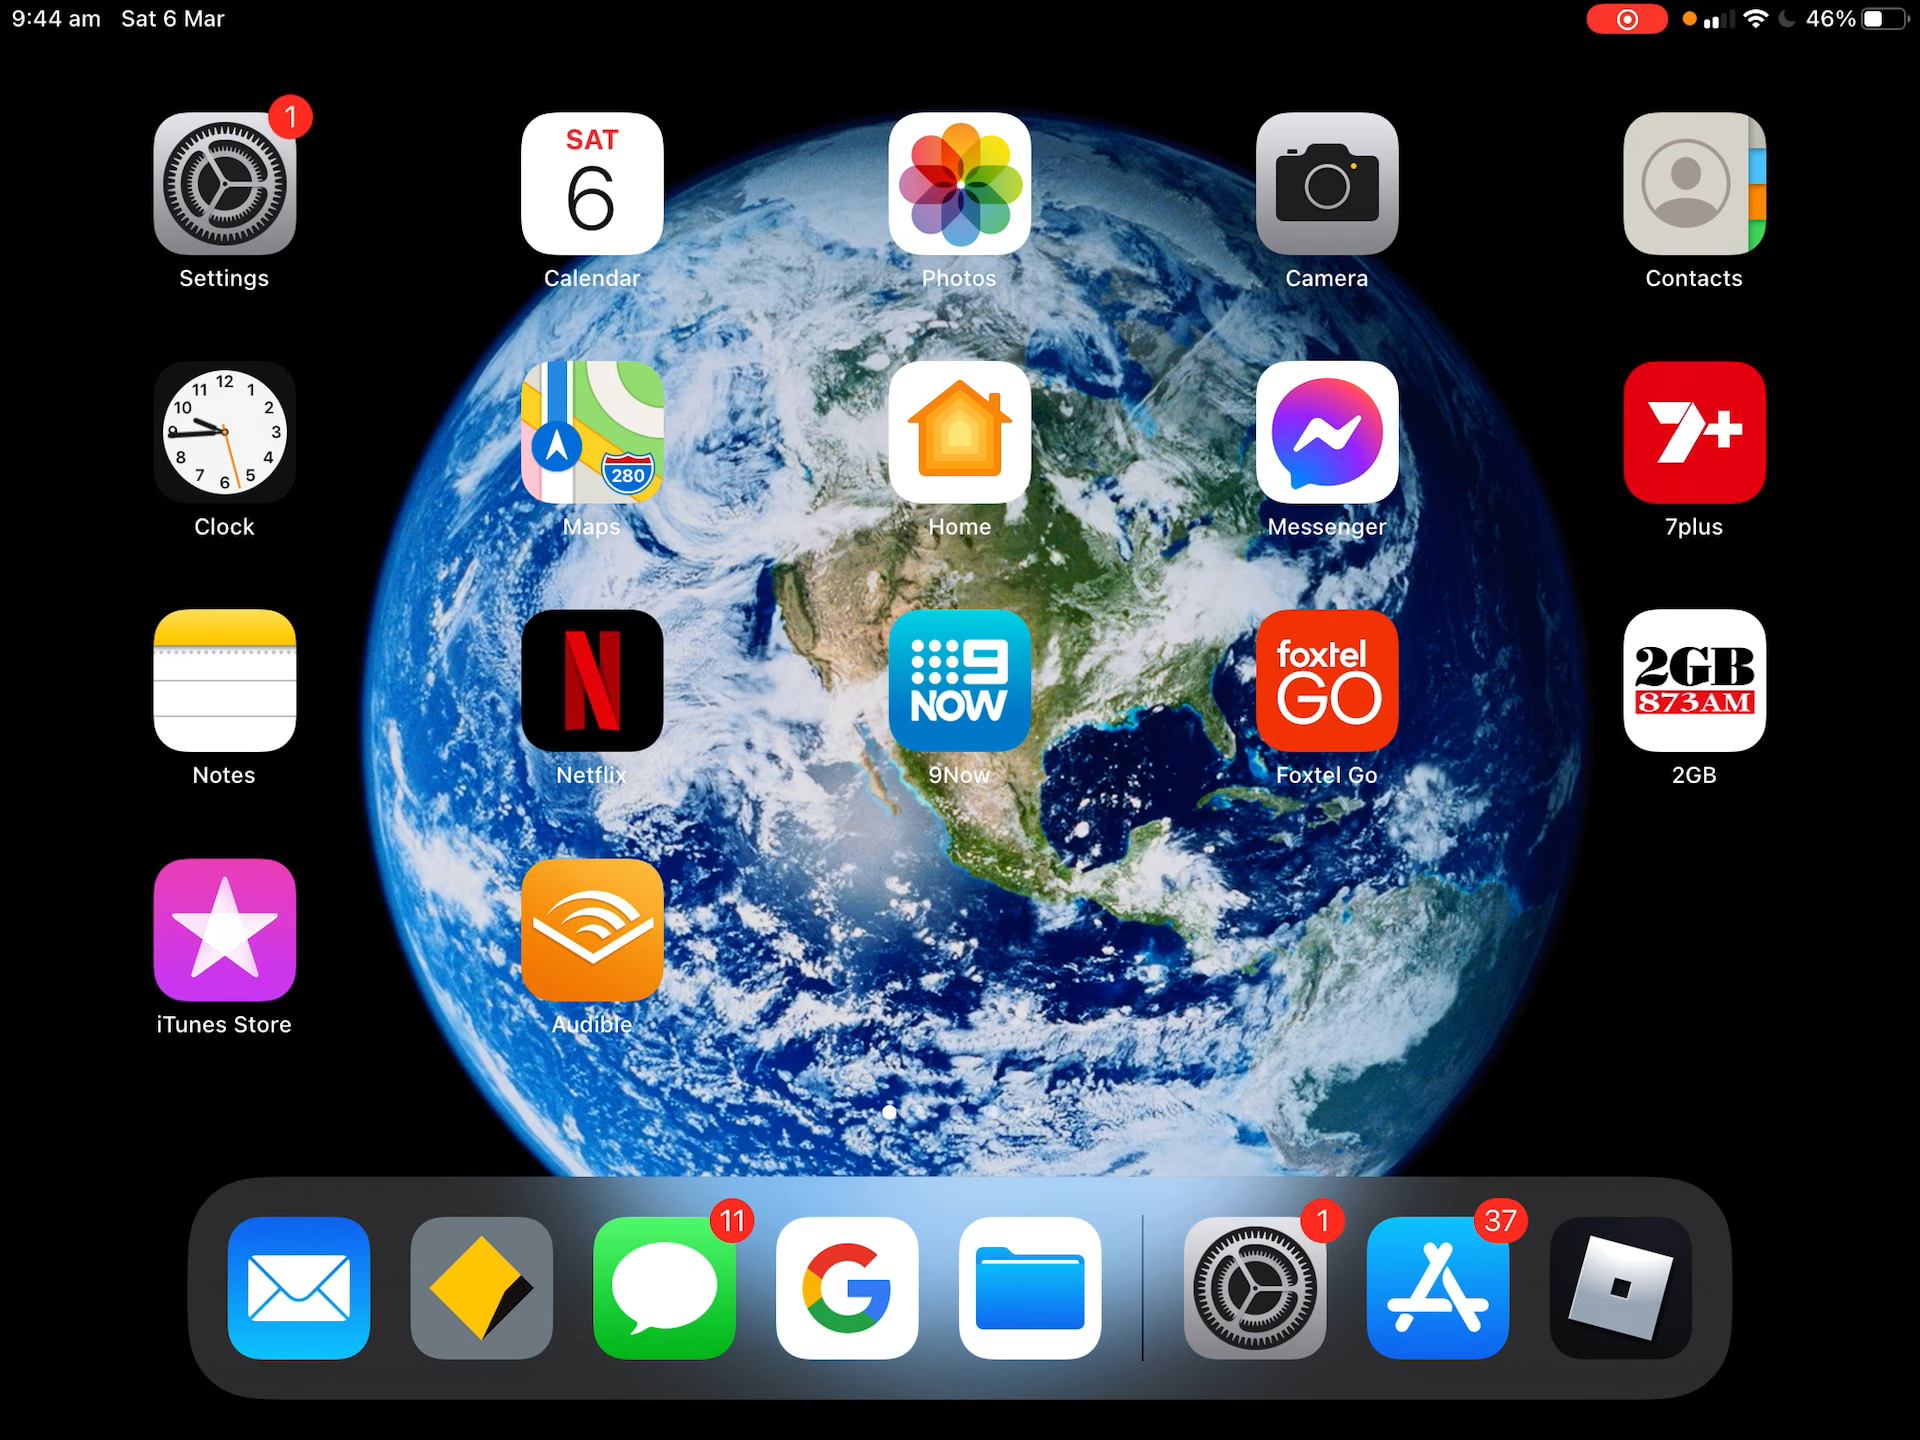 9:44 am Sat 6 Mar
46%
1
SAT
6
Settings
Calendar
Photos
Camera
Contacts
12
11 1
10 2
9 3
8 4
7 5
6
280
7+
Clock
Maps
Home
Messenger
7plus
N
9
NOW
foxtel
GO
2GB
873AM
Notes
Netflix
9Now
Foxtel Go
2GB
iTunes Store
Audible
11
1
37
G